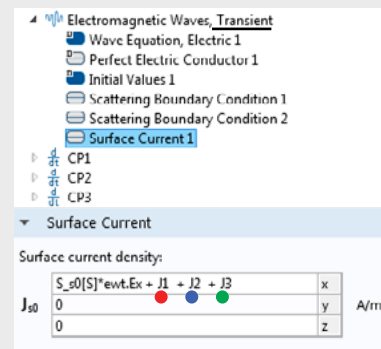 Electromagnetic Waves, Transient
Wave Equation, Electric 1
Perfect Electric Conductor 1
Initial Values 1
Scattering Boundary Condition 1
Scattering Boundary Condition 2
Surface Current 1
CP1
CP2
CP3
Surface Current
Surface current density:
S_s0[S]*ewt.Ex + J1 + J2 + J3 x
Js0 0 y A/m
0 z